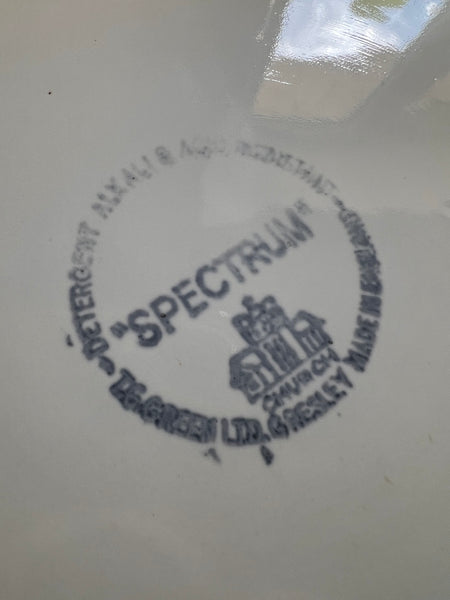 DETERGENT ALKALI & ACID RESISTANT
"SPECTRUM"
CHURCH
T.G.GREEN LTD, GRESLEY MADE IN ENGLAND